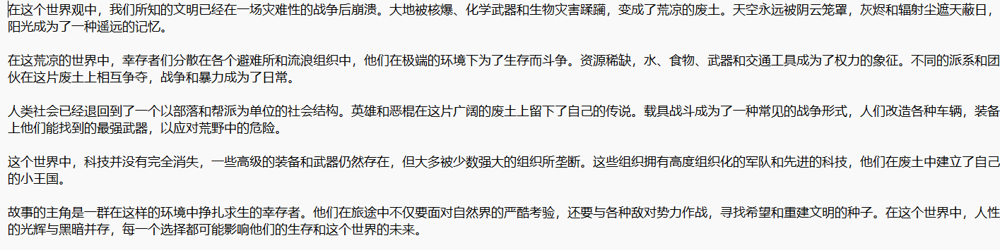 在这个世界观中，我们所知的文明已经在一场灾难性的战争后崩溃。大地被核爆、化学武器和生物灾害蹂躏，变成了荒凉的废土。天空永远被阴云笼罩，灰烬和辐射尘遮天蔽日，
阳光成为了一种遥远的记忆。
在这荒凉的世界中，幸存者们分散在各个避难所和流浪组织中，他们在极端的环境下为了生存而斗争。资源稀缺，水、食物、武器和交通工具成为了权力的象征。不同的派系和团
伙在这片废土上相互争夺，战争和暴力成为了日常。
人类社会已经退回到了一个以部落和帮派为单位的社会结构。英雄和恶棍在这片广阔的废土上留下了自己的传说。载具战斗成为了一种常见的战争形式，人们改造各种车辆，装备
上他们能找到的最强武器，以应对荒野中的危险。
这个世界中，科技并没有完全消失，一些高级的装备和武器仍然存在，但大多被少数强大的组织所垄断。这些组织拥有高度组织化的军队和先进的科技，他们在废土中建立了自己
的小王国。
故事的主角是一群在这样的环境中挣扎求生的幸存者。他们在旅途中不仅要面对自然界的严酷考验，还要与各种敌对势力作战，寻找希望和重建文明的种子。在这个世界中，人性
的光辉与黑暗并存，每一个选择都可能影响他们的生存和这个世界的未来。